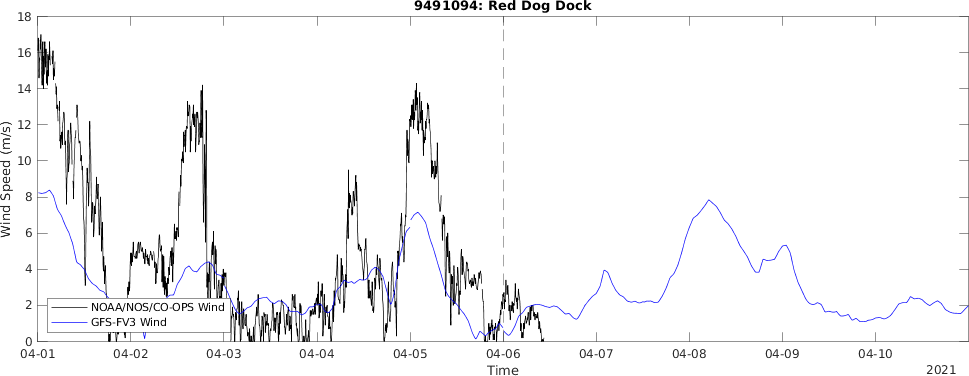 9491094: Red Dog Dock
Wind Speed (m/s)
18
16
14
12
10
8
6
4
2
0
NOAA/NOS/CO-OPS Wind
GFS-FV3 Wind
04-01 04-02 04-03 04-04 04-05 04-06 04-07 04-08 04-09 04-10
Time
2021